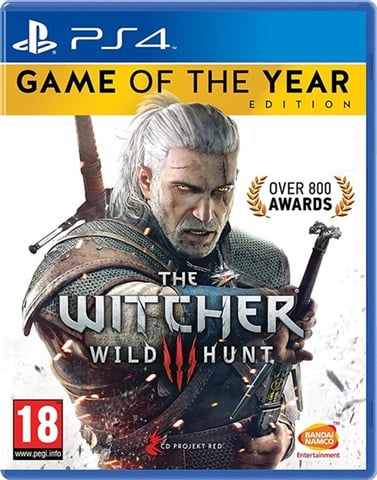 PS4
GAME OF THE YEAR
EDITION
OVER 800
AWARDS
THE
WITCHER
WILD HUNT
18
www.pegi.info
CD PROJEKT RED
BANDAI
NAMCO
Entertainment